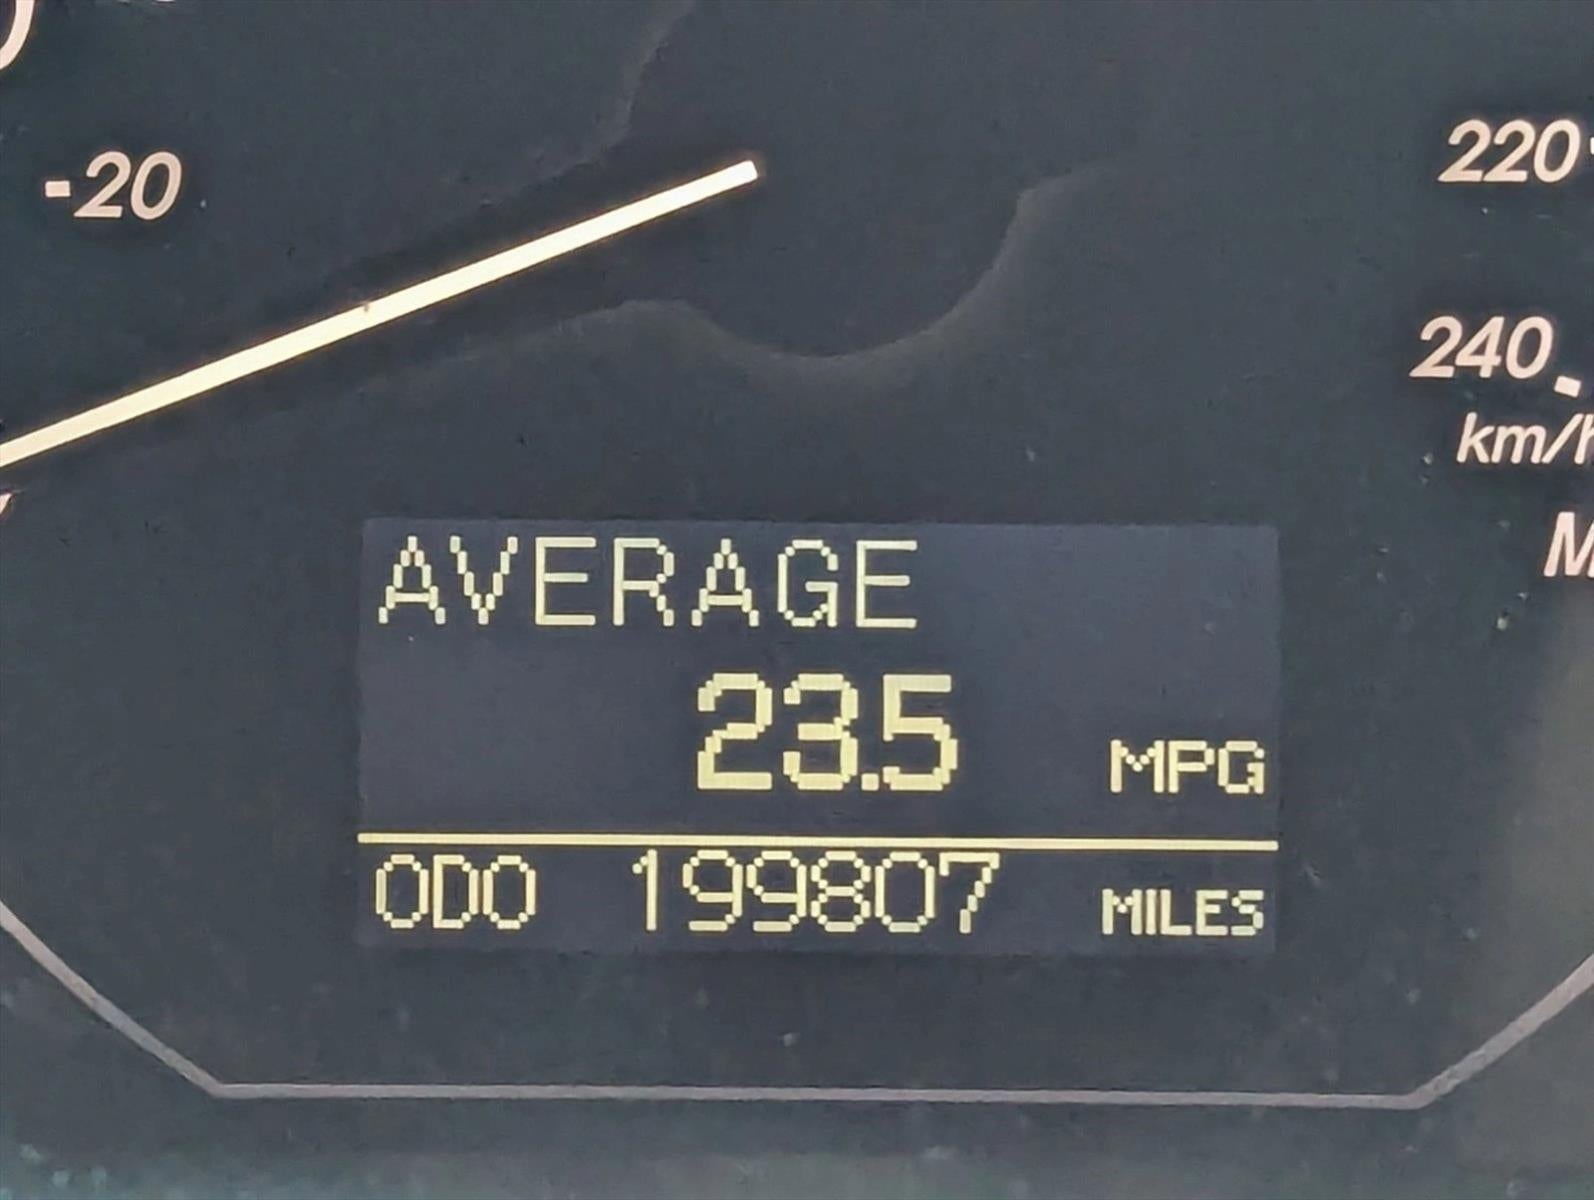 -20
220-
240-
km/h
AVERAGE
23.5 MPG
ODO 199807 MILES